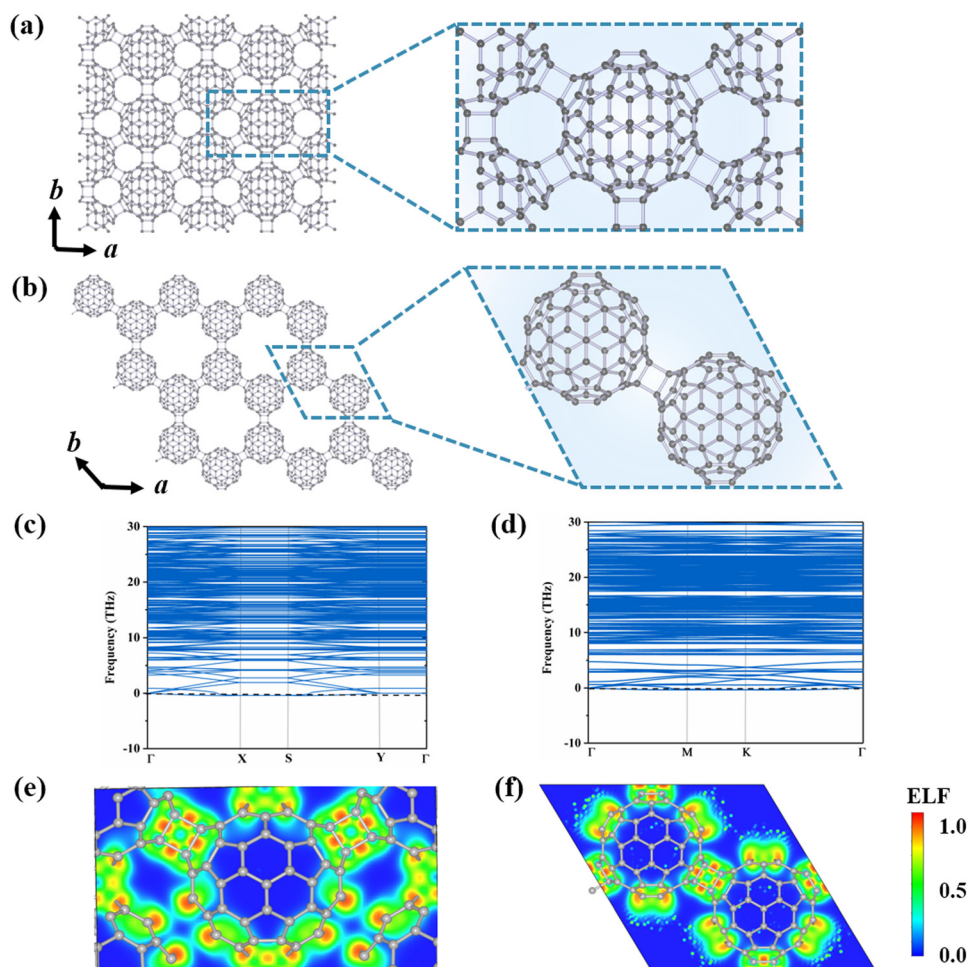 (a)
b
a
(b)
b
a
(c)
(d)
30
20
10
0
-10
Frequency (THz)
Γ X S Y Γ
30
20
10
0
-10
Frequency (THz)
Γ M K Γ
(e)
(f)
ELF
1.0
0.5
0.0